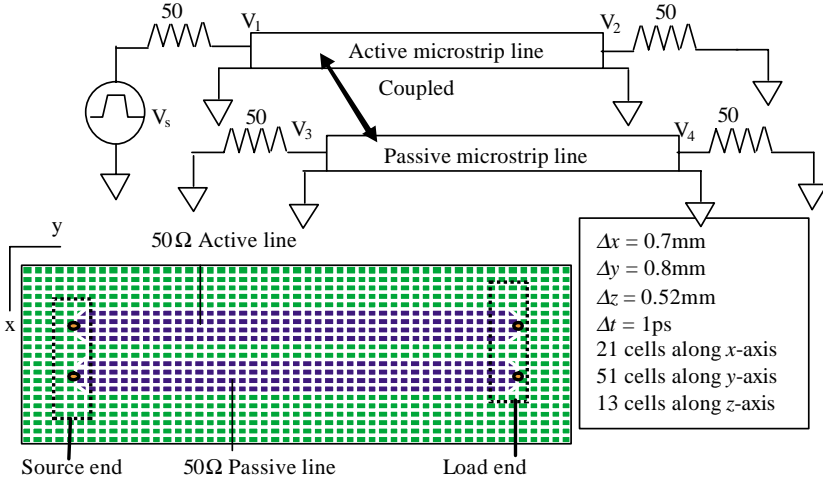 50
V₁
V₂
50
Active microstrip line
Coupled
Vₛ
50
V₃
V₄
50
Passive microstrip line
y
x
50Ω Active line
Δx = 0.7mm
Δy = 0.8mm
Δz = 0.52mm
Δt = 1ps
21 cells along x-axis
51 cells along y-axis
13 cells along z-axis
Source end
50Ω Passive line
Load end